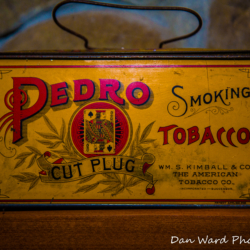 PEDRO
CUT PLUG
SMOKING
TOBACCO
WM. S. KIMBALL & CO.
THE AMERICAN
TOBACCO CO.
Dan Ward Pho